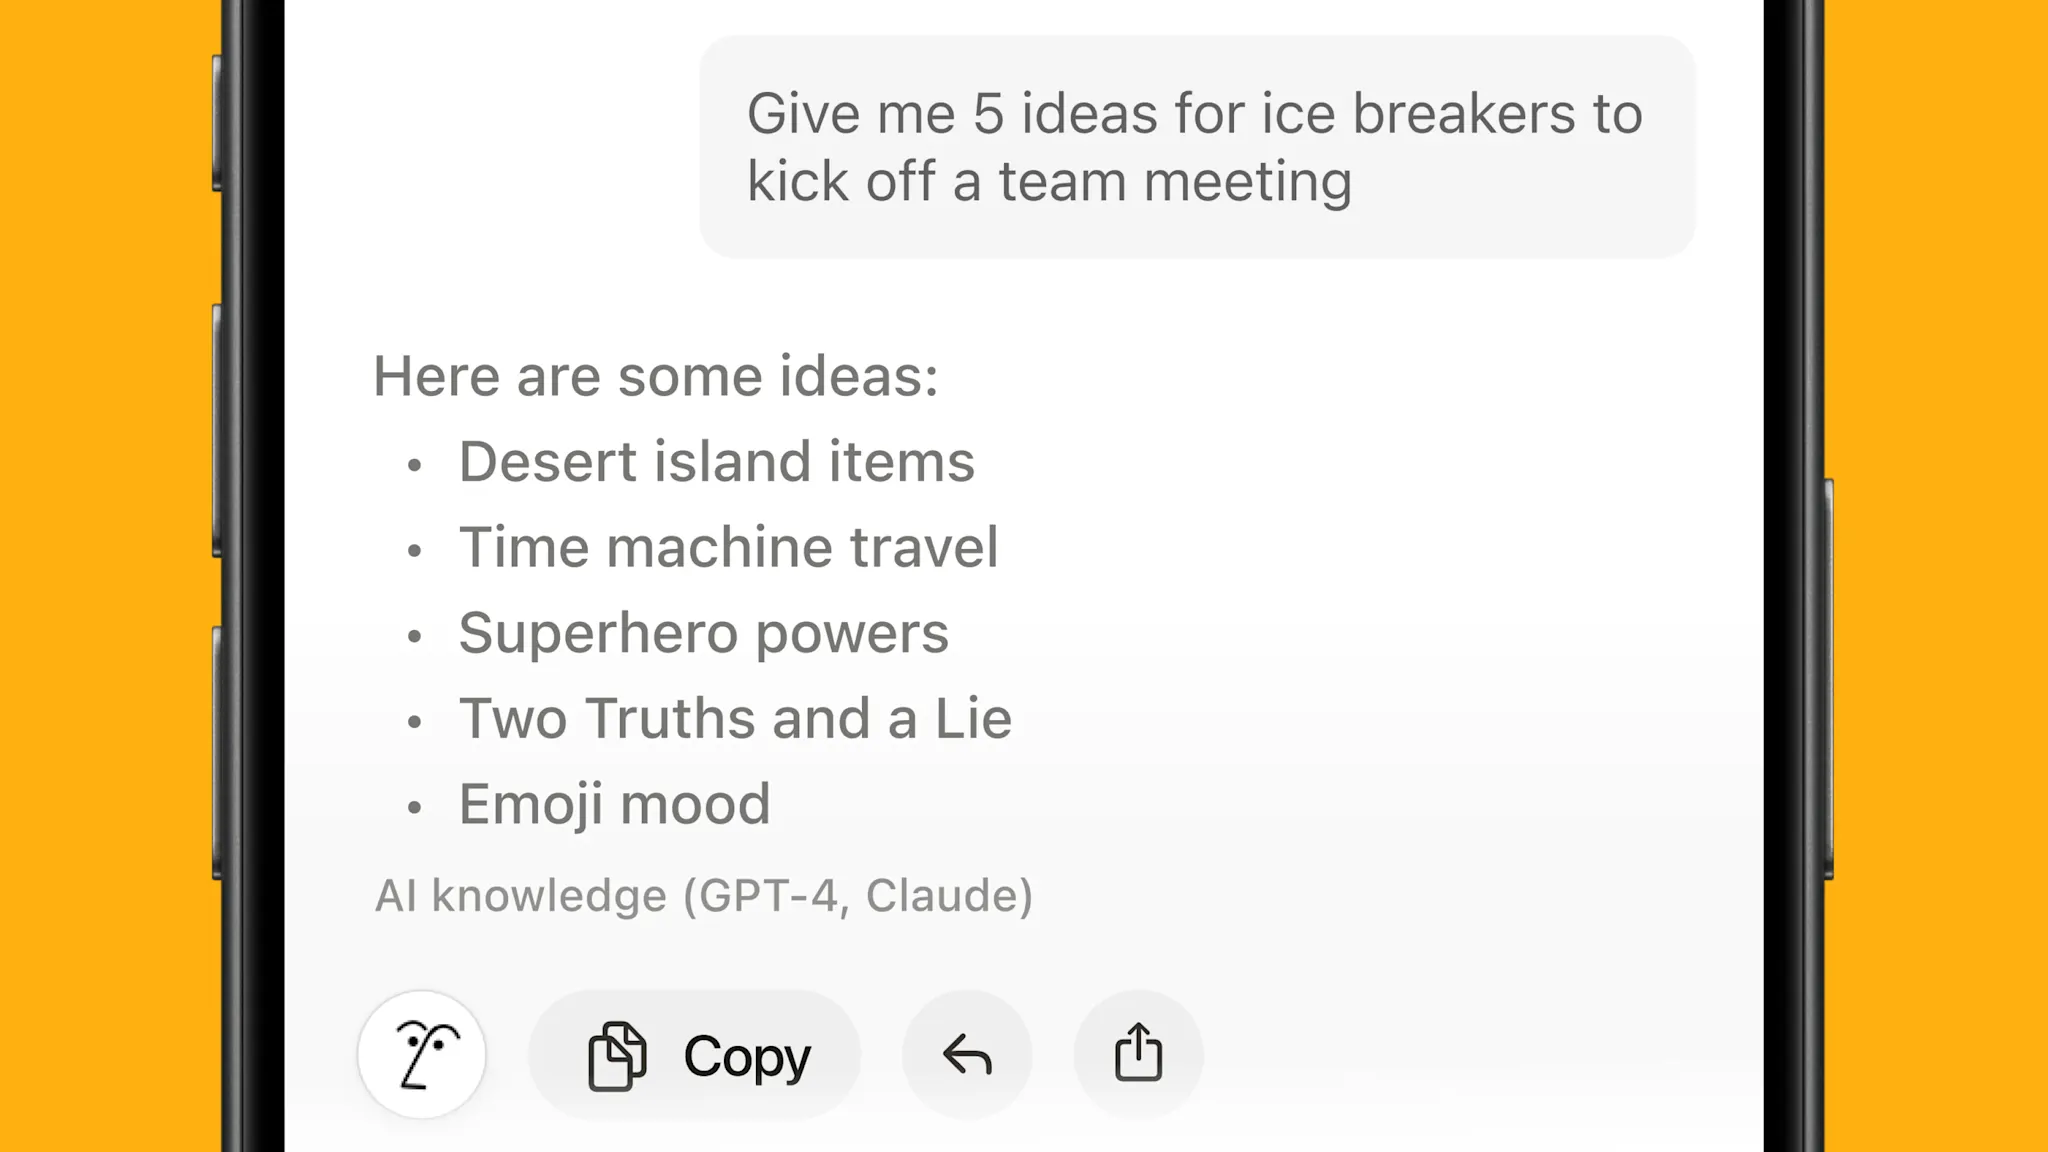 Give me 5 ideas for ice breakers to
kick off a team meeting
Here are some ideas:
• Desert island items
• Time machine travel
• Superhero powers
• Two Truths and a Lie
• Emoji mood
AI knowledge (GPT-4, Claude)
Copy